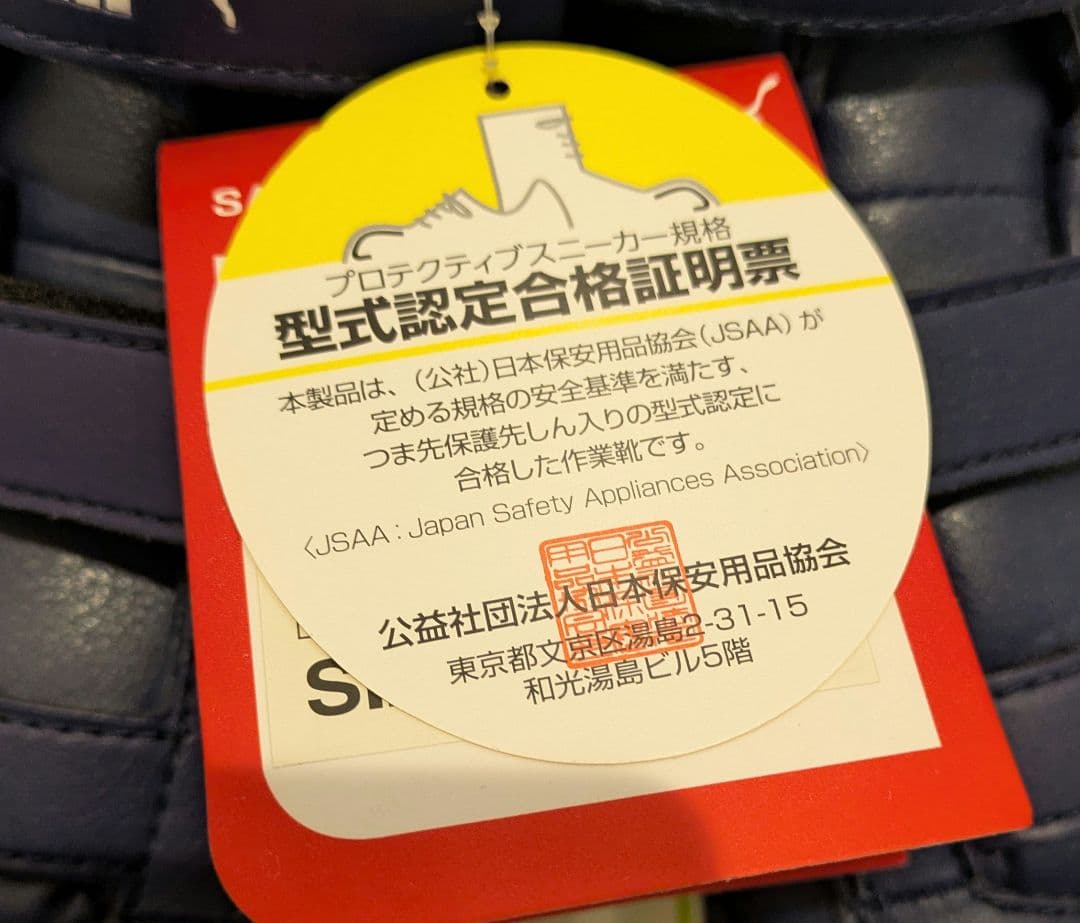 プロテクティブスニーカー規格
型式認定合格証明票
本製品は、(公社)日本保安用品協会(JSAA)が
定める規格の安全基準を満たす、
つま先保護先しん入りの型式認定に
合格した作業靴です。
〈JSAA : Japan Safety Appliances Association〉
公益社団法人日本保安用品協会
東京都文京区湯島2-31-15
和光湯島ビル5階